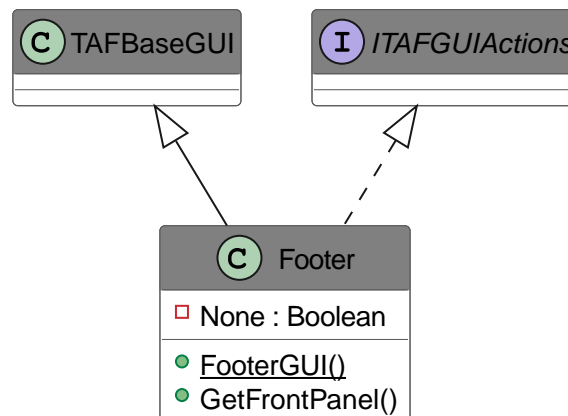 C TAFBaseGUI
I ITAFGUIActions
C Footer
None : Boolean
FooterGUI()
GetFrontPanel()